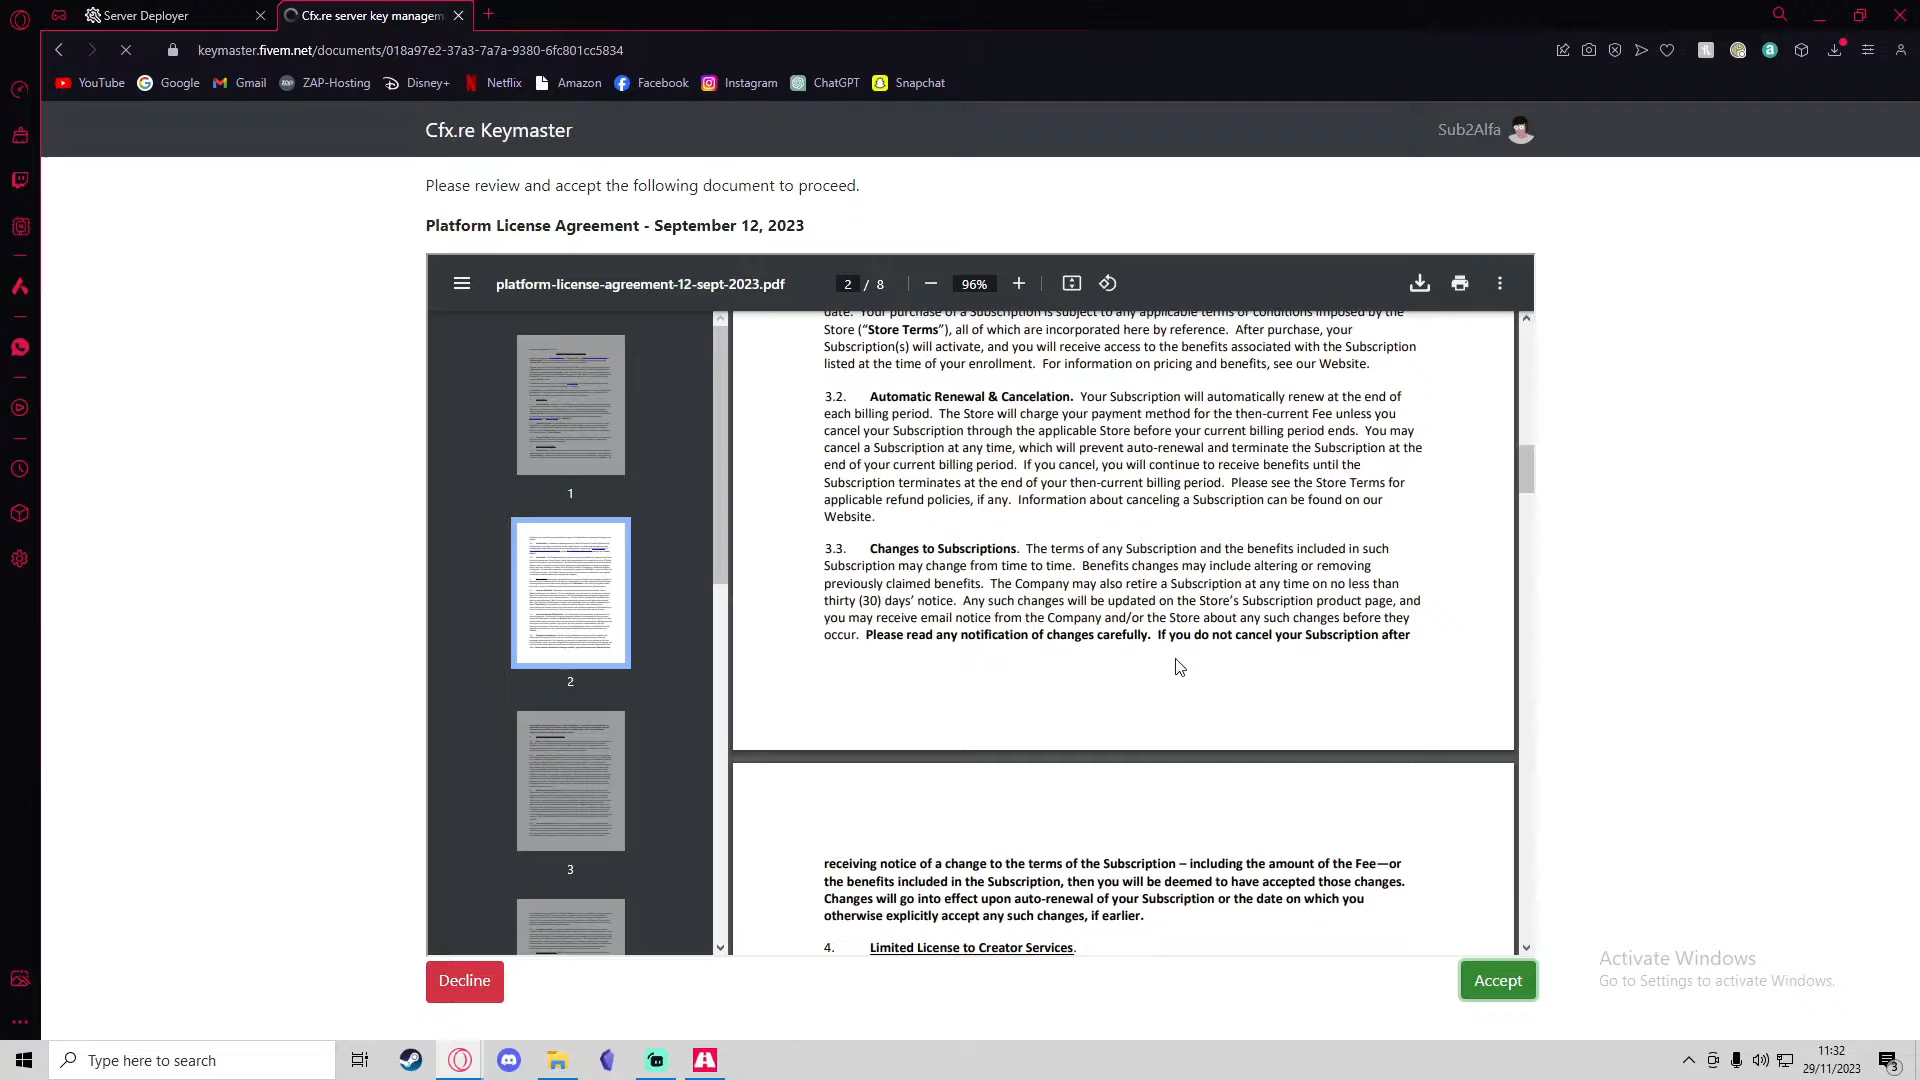 Server Deployer
Cfx.re server key managem
keymaster.fivem.net/documents/018a97e2-37a3-7a7a-9380-6fc801cc5834
YouTube Google Gmail ZAP-Hosting Disney+ Netflix Amazon Facebook Instagram ChatGPT Snapchat
Cfx.re Keymaster
Sub2Alfa
Please review and accept the following document to proceed.
Platform License Agreement - September 12, 2023
platform-license-agreement-12-sept-2023.pdf
2 / 8
96%
1
2
3
date. Your purchase of a Subscription is subject to any applicable terms or conditions imposed by the
Store (“Store Terms”), all of which are incorporated here by reference. After purchase, your
Subscription(s) will activate, and you will receive access to the benefits associated with the Subscription
listed at the time of your enrollment. For information on pricing and benefits, see our Website.
3.2. Automatic Renewal & Cancelation. Your Subscription will automatically renew at the end of
each billing period. The Store will charge your payment method for the then-current Fee unless you
cancel your Subscription through the applicable Store before your current billing period ends. You may
cancel a Subscription at any time, which will prevent auto-renewal and terminate the Subscription at the
end of your current billing period. If you cancel, you will continue to receive benefits until the
Subscription terminates at the end of your then-current billing period. Please see the Store Terms for
applicable refund policies, if any. Information about canceling a Subscription can be found on our
Website.
3.3. Changes to Subscriptions. The terms of any Subscription and the benefits included in such
Subscription may change from time to time. Benefits changes may include altering or removing
previously claimed benefits. The Company may also retire a Subscription at any time on no less than
thirty (30) days’ notice. Any such changes will be updated on the Store’s Subscription product page, and
you may receive email notice from the Company and/or the Store about any such changes before they
occur. Please read any notification of changes carefully. If you do not cancel your Subscription after
receiving notice of a change to the terms of the Subscription – including the amount of the Fee—or
the benefits included in the Subscription, then you will be deemed to have accepted those changes.
Changes will go into effect upon auto-renewal of your Subscription or the date on which you
otherwise explicitly accept any such changes, if earlier.
4. Limited License to Creator Services.
Decline
Accept
Activate Windows
Go to Settings to activate Windows.
Type here to search
11:32
29/11/2023
3